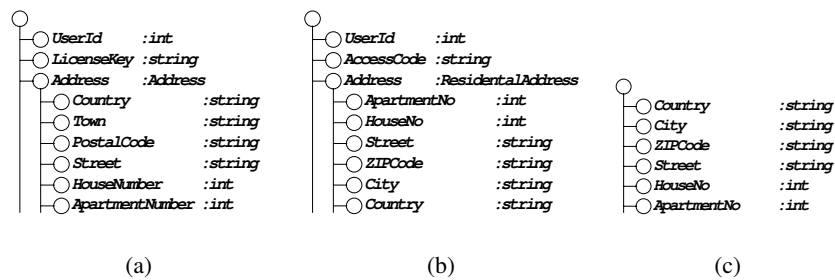 UserId :int
LicenseKey :string
Address :Address
Country :string
Town :string
PostalCode :string
Street :string
HouseNumber :int
ApartmentNumber :int
(a)
UserId :int
AccessCode :string
Address :ResidentalAddress
ApartmentNo :int
HouseNo :int
Street :string
ZIPCode :string
City :string
Country :string
(b)
Country :string
City :string
ZIPCode :string
Street :string
HouseNo :int
ApartmentNo :int
(c)